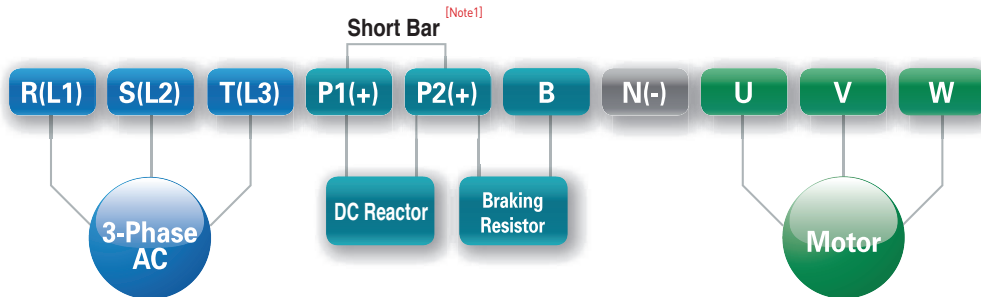 [Note1]
Short Bar
R(L1) S(L2) T(L3) P1(+) P2(+) B N(-) U V W
DC Reactor
Braking
Resistor
3-Phase
AC
Motor